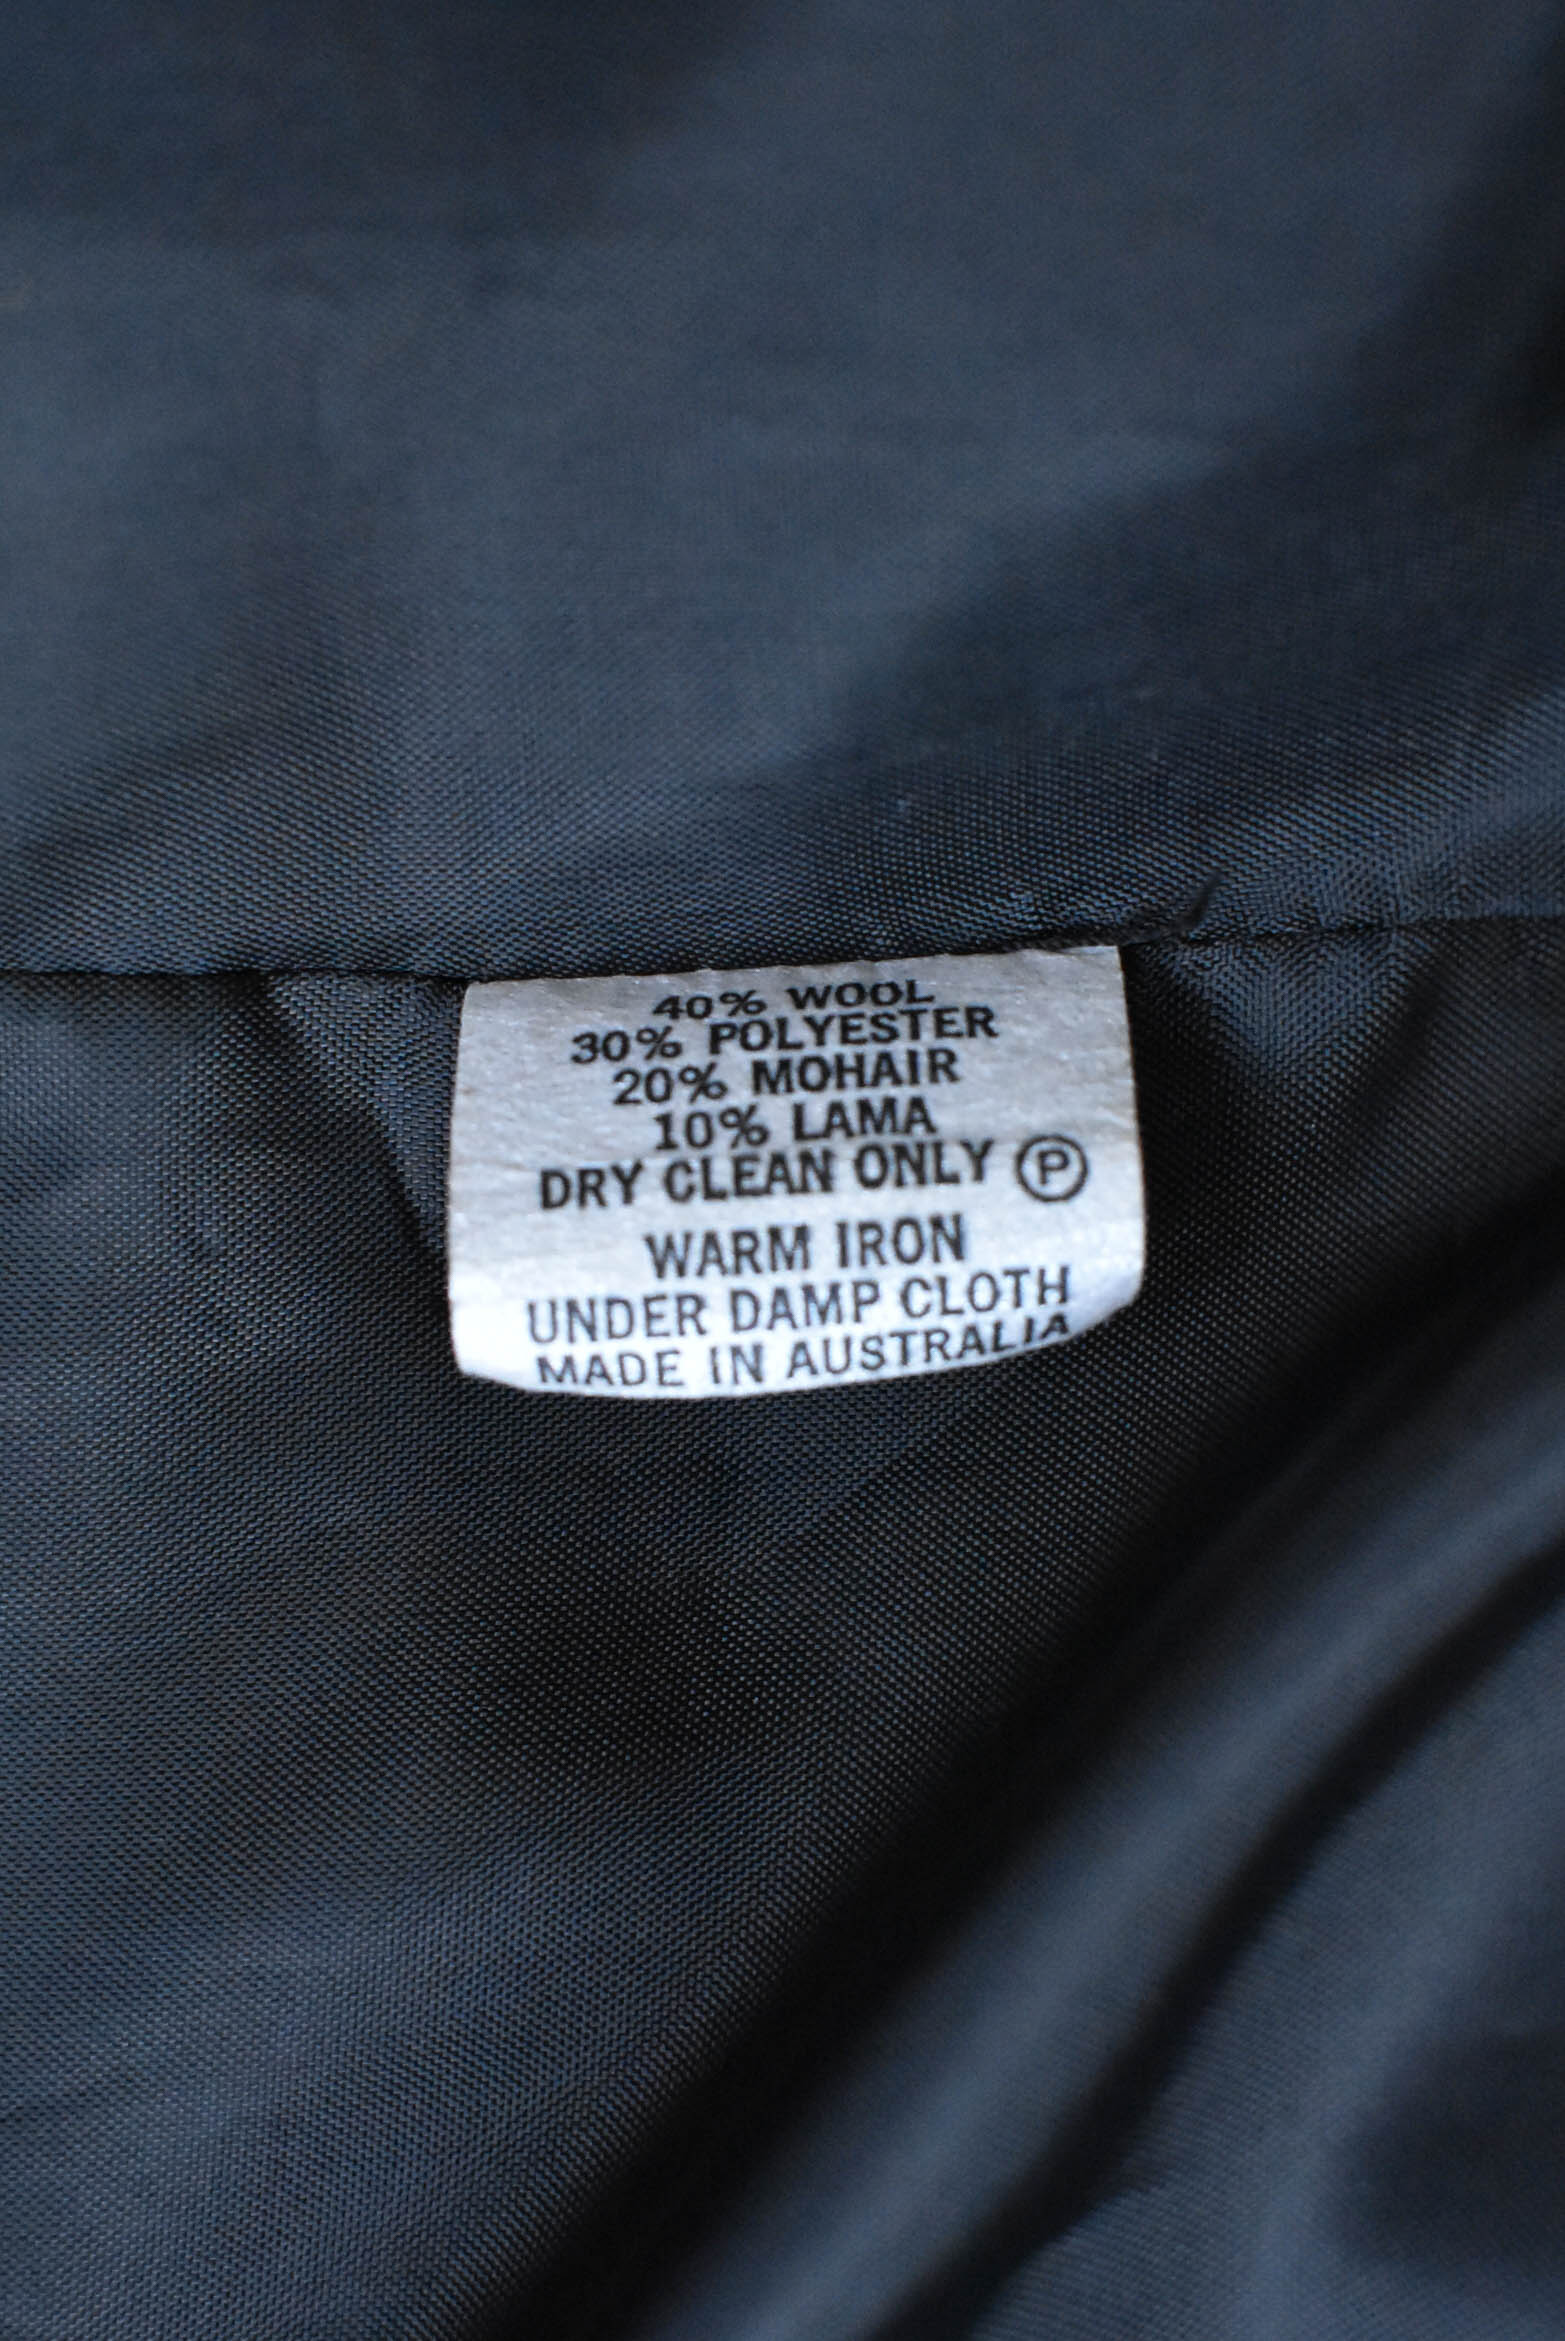 40% WOOL
30% POLYESTER
20% MOHAIR
10% LAMA
DRY CLEAN ONLY Ⓟ
WARM IRON
UNDER DAMP CLOTH
MADE IN AUSTRALIA